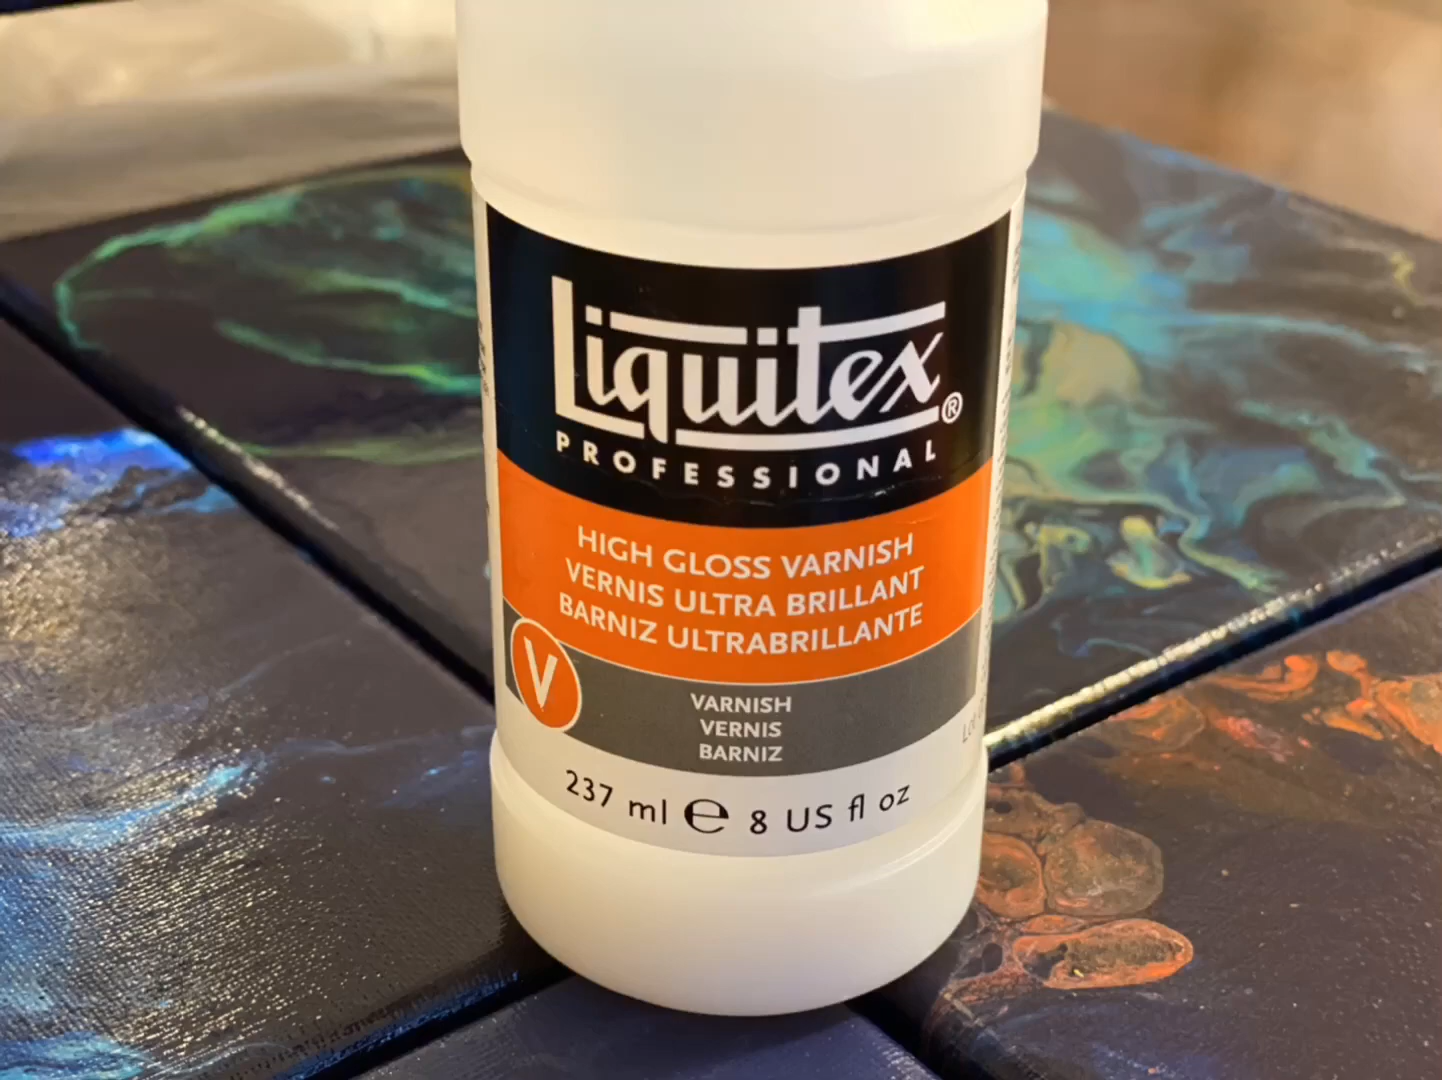 Liquitex®
PROFESSIONAL
HIGH GLOSS VARNISH
VERNIS ULTRA BRILLANT
BARNIZ ULTRABRILLANTE
V
VARNISH
VERNIS
BARNIZ
237 ml ℮ 8 US fl oz